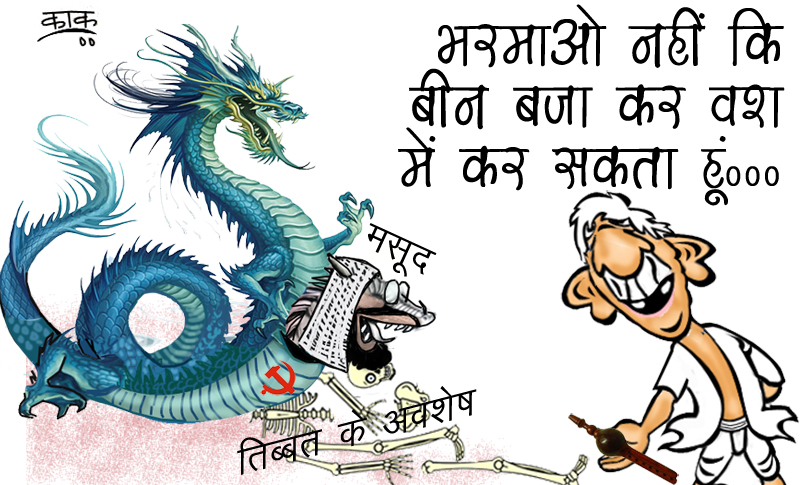 काक
भरमाओ नहीं कि
बीन बजा कर वश
में कर सकता हूं०००
मसूद
तिब्बत के अवशेष